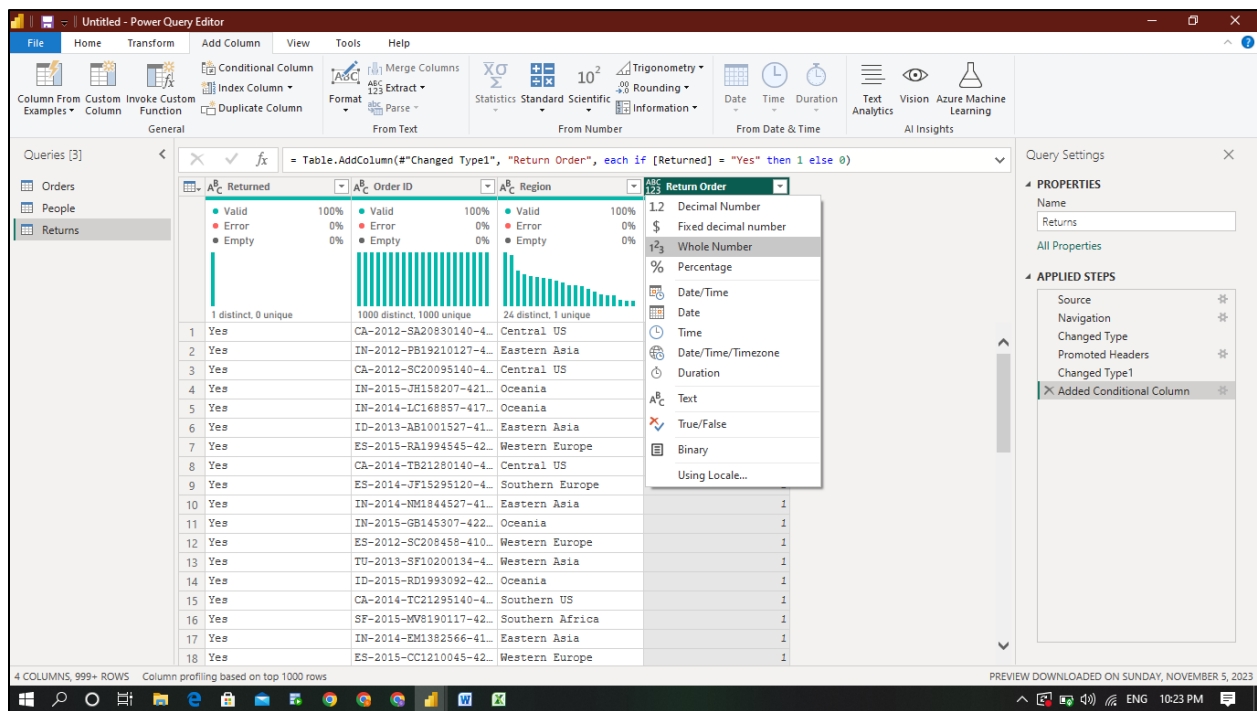 Untitled - Power Query Editor
File Home Transform Add Column View Tools Help
Column From Examples
Custom Column
Invoke Custom Function
Conditional Column
Index Column
Duplicate Column
General
ABC
Format
Merge Columns
ABC 123 Extract
abc Parse
From Text
XΣσ
Statistics
Standard
10²
Scientific
Trigonometry
.00 →.0 Rounding
Information
From Number
Date
Time
Duration
From Date & Time
Text Analytics
Vision
Azure Machine Learning
AI Insights
Queries [3]
Orders
People
Returns
fx = Table.AddColumn(#"Changed Type1", "Return Order", each if [Returned] = "Yes" then 1 else 0)
ABC Returned ABC Order ID ABC Region ABC 123 Return Order
Valid 100% Valid 100% Valid 100%
Error 0% Error 0% Error 0%
Empty 0% Empty 0% Empty 0%
1 distinct, 0 unique 1000 distinct, 1000 unique 24 distinct, 1 unique
1.2 Decimal Number
$ Fixed decimal number
123 Whole Number
% Percentage
Date/Time
Date
Time
Date/Time/Timezone
Duration
ABC Text
True/False
Binary
Using Locale...
1 Yes CA-2012-SA20830140-4... Central US
2 Yes IN-2012-PB19210127-4... Eastern Asia
3 Yes CA-2012-SC20095140-4... Central US
4 Yes IN-2015-JH158207-421... Oceania
5 Yes IN-2014-LC168857-417... Oceania
6 Yes ID-2013-AB1001527-41... Eastern Asia
7 Yes ES-2015-RA1994545-42... Western Europe
8 Yes CA-2014-TB21280140-4... Central US
9 Yes ES-2014-JF15295120-4... Southern Europe
10 Yes IN-2014-NM1844527-41... Eastern Asia 1
11 Yes IN-2015-GB145307-422... Oceania 1
12 Yes ES-2012-SC208458-410... Western Europe 1
13 Yes TU-2013-SF10200134-4... Western Asia 1
14 Yes ID-2015-RD1993092-42... Oceania 1
15 Yes CA-2014-TC21295140-4... Southern US 1
16 Yes SF-2015-MV8190117-42... Southern Africa 1
17 Yes IN-2014-EM1382566-41... Eastern Asia 1
18 Yes ES-2015-CC1210045-42... Western Europe 1
Query Settings
PROPERTIES
Name
Returns
All Properties
APPLIED STEPS
Source
Navigation
Changed Type
Promoted Headers
Changed Type1
Added Conditional Column
4 COLUMNS, 999+ ROWS Column profiling based on top 1000 rows
PREVIEW DOWNLOADED ON SUNDAY, NOVEMBER 5, 2023
ENG 10:23 PM